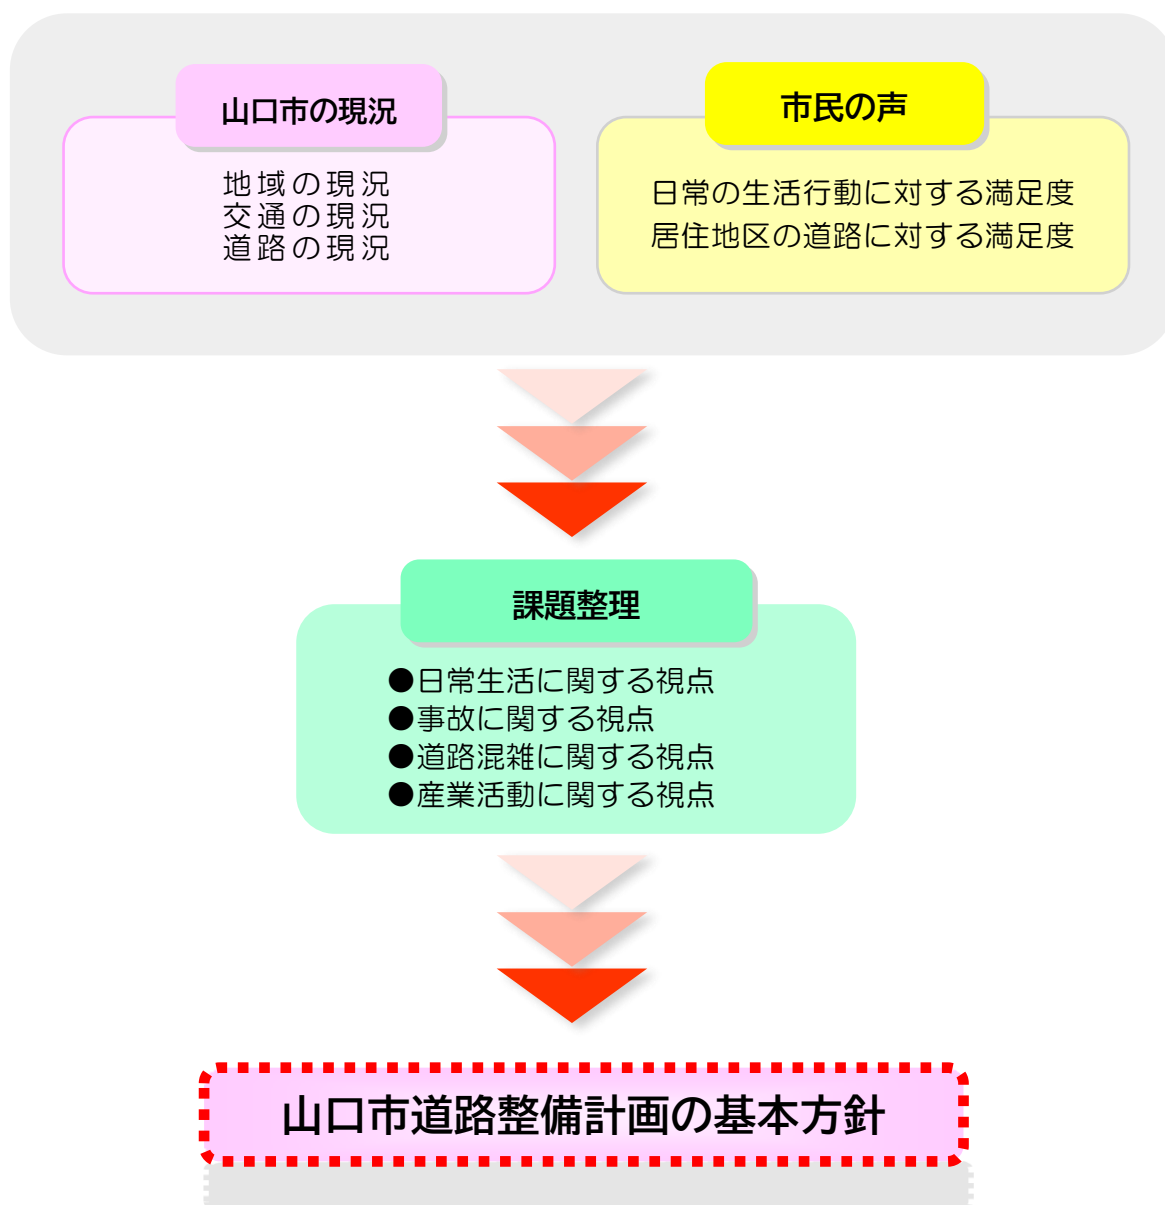 山口市の現況
地域の現況
交通の現況
道路の現況
市民の声
日常の生活行動に対する満足度
居住地区の道路に対する満足度
課題整理
●日常生活に関する視点
●事故に関する視点
●道路混雑に関する視点
●産業活動に関する視点
山口市道路整備計画の基本方針